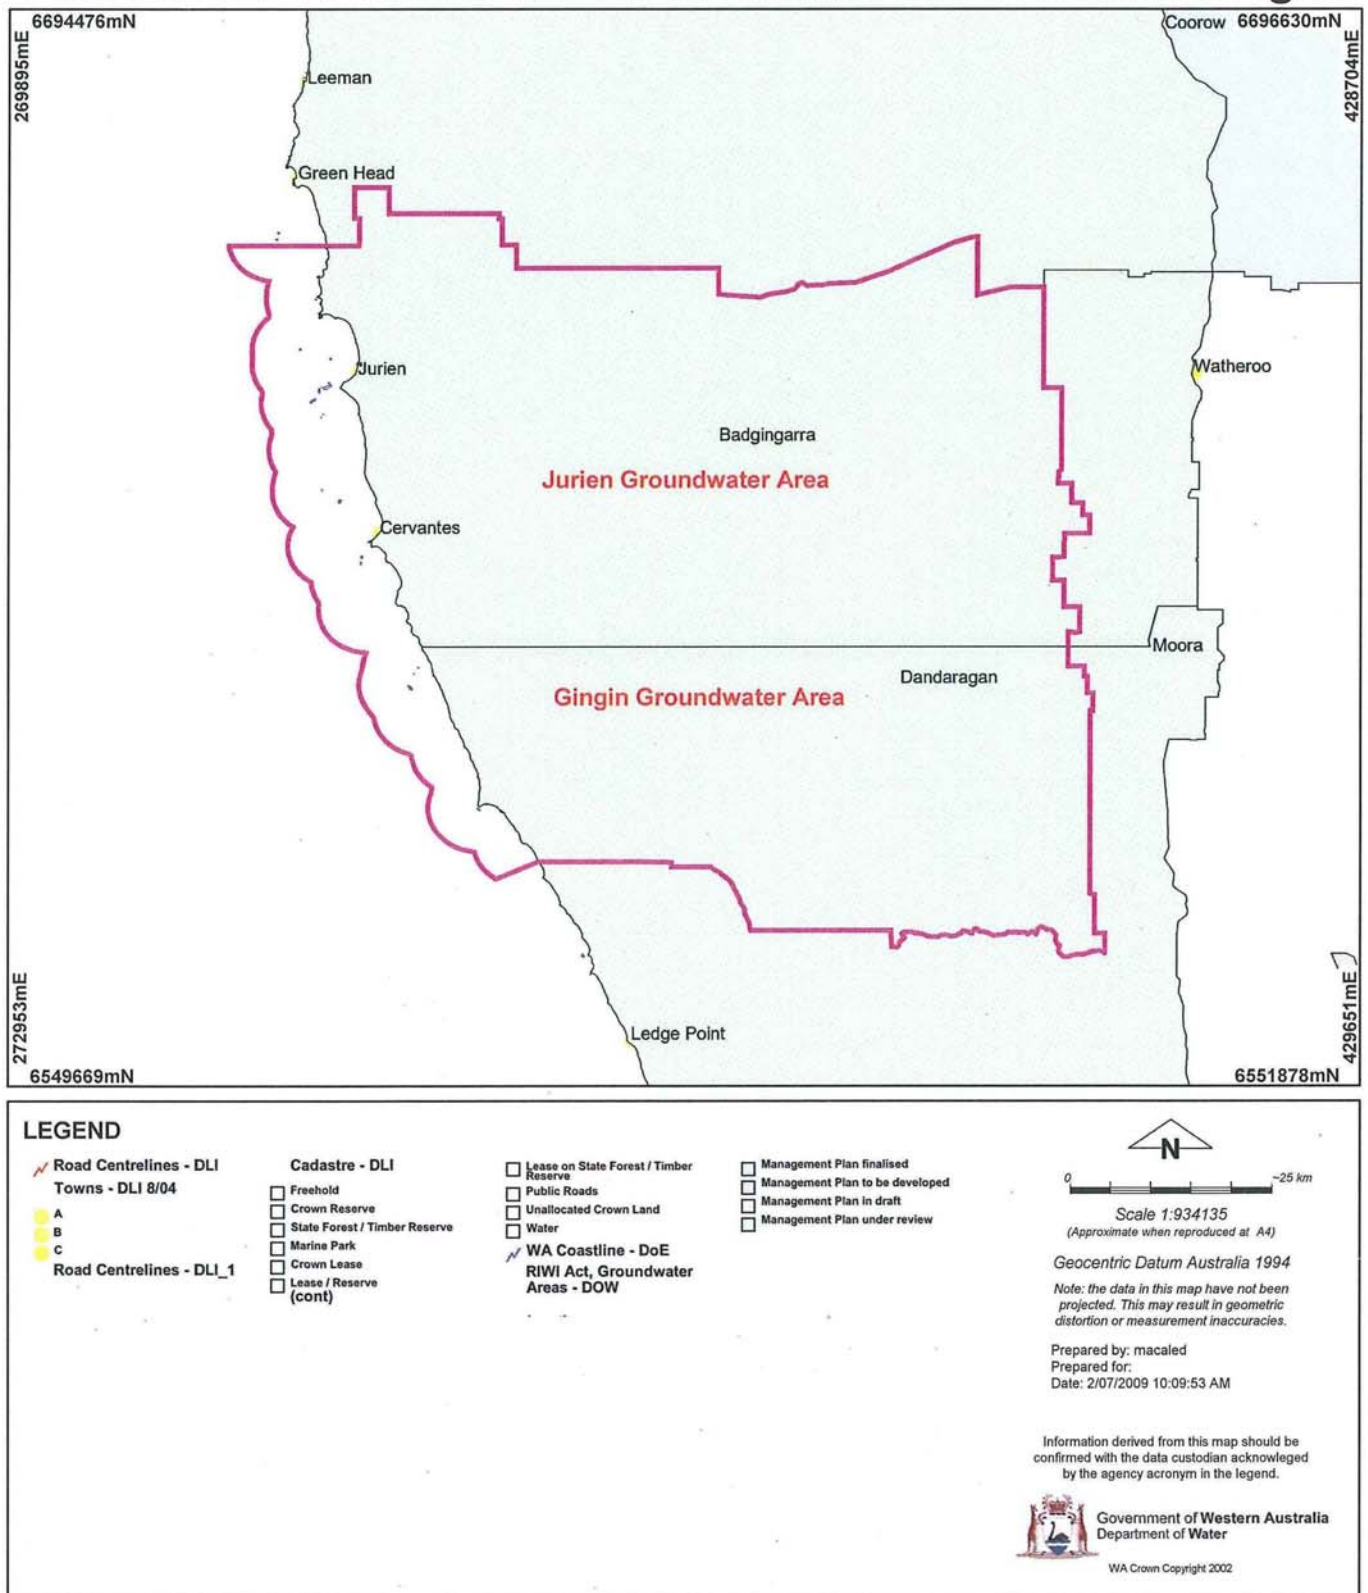 6694476mN
Coorow 6696630mN
269895mE
428704mE
Leeman
Green Head
Jurien
Watheroo
Badgingarra
Jurien Groundwater Area
Cervantes
Moora
Dandaragan
Gingin Groundwater Area
272953mE
429651mE
Ledge Point
6549669mN
6551878mN
LEGEND
Road Centrelines - DLI
Towns - DLI 8/04
A
B
C
Road Centrelines - DLI_1
Cadastre - DLI
Freehold
Crown Reserve
State Forest / Timber Reserve
Marine Park
Crown Lease
Lease / Reserve
(cont)
Lease on State Forest / Timber
Reserve
Public Roads
Unallocated Crown Land
Water
WA Coastline - DoE
RIWI Act, Groundwater
Areas - DOW
Management Plan finalised
Management Plan to be developed
Management Plan in draft
Management Plan under review
N
0 ~25 km
Scale 1:934135
(Approximate when reproduced at A4)
Geocentric Datum Australia 1994
Note: the data in this map have not been
projected. This may result in geometric
distortion or measurement inaccuracies.
Prepared by: macaled
Prepared for:
Date: 2/07/2009 10:09:53 AM
Information derived from this map should be
confirmed with the data custodian acknowleged
by the agency acronym in the legend.
Government of Western Australia
Department of Water
WA Crown Copyright 2002